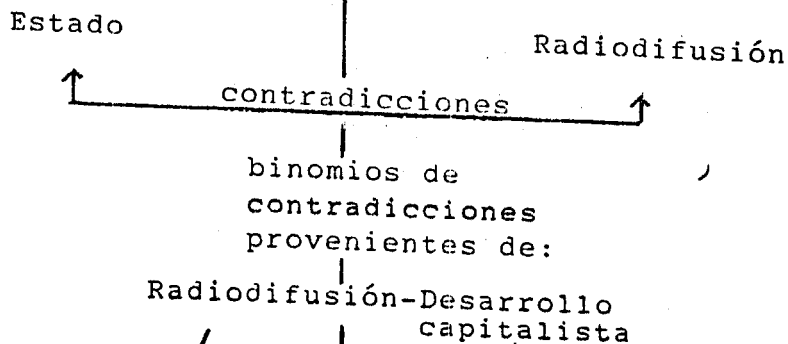 Estado
Radiodifusión
contradicciones
binomios de
contradicciones
provenientes de:
Radiodifusión-Desarrollo
capitalista